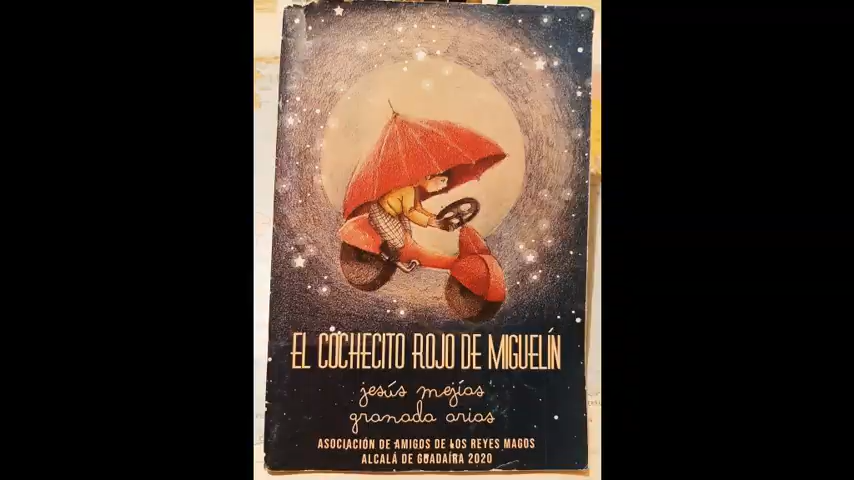 EL COCHECITO ROJO DE MIGUELÍN
jesús mejías
granada arias
ASOCIACIÓN DE AMIGOS DE LOS REYES MAGOS
ALCALÁ DE GUADAÍRA 2020